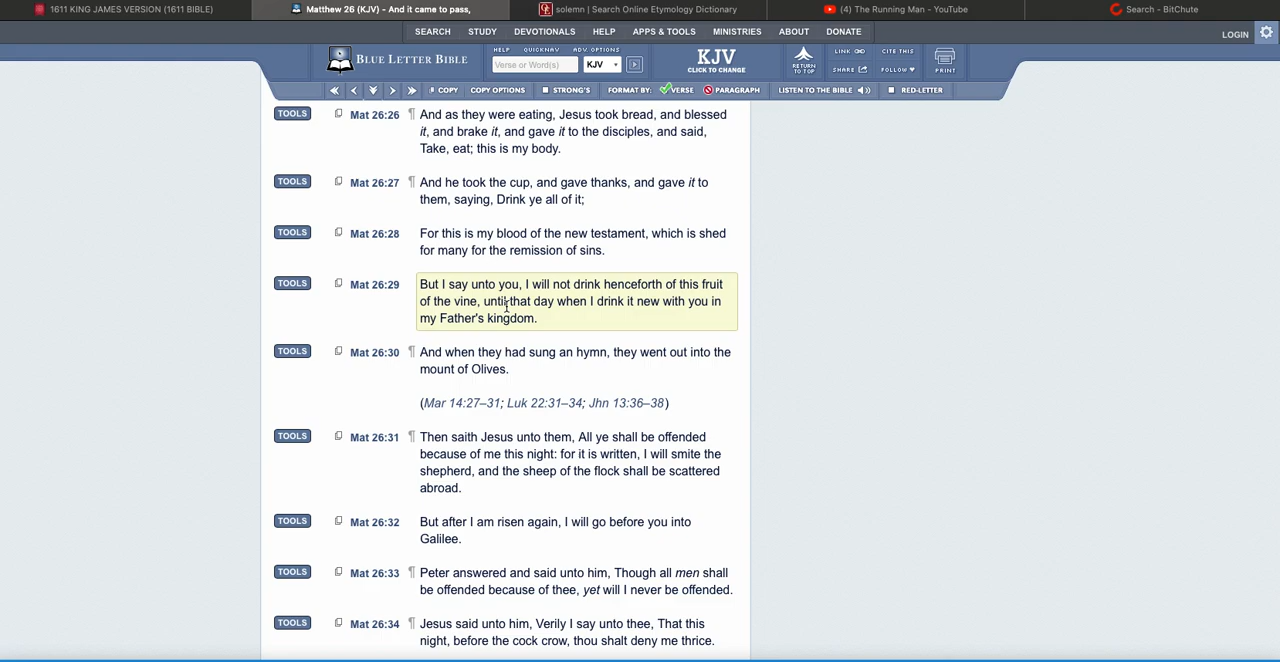 1611 KING JAMES VERSION (1611 BIBLE)
Matthew 26 (KJV) - And it came to pass,
solemn | Search Online Etymology Dictionary
(4) The Running Man - YouTube
Search - BitChute
SEARCH STUDY DEVOTIONALS HELP APPS & TOOLS MINISTRIES ABOUT DONATE
LOGIN
BLUE LETTER BIBLE
HELP QUICKNAV ADV. OPTIONS
Verse or Word(s) KJV
KJV
CLICK TO CHANGE
RETURN
TO TOP
LINK CITE THIS
SHARE FOLLOW
PRINT
COPY COPY OPTIONS STRONG'S FORMAT BY: VERSE PARAGRAPH LISTEN TO THE BIBLE RED-LETTER
TOOLS Mat 26:26 ¶ And as they were eating, Jesus took bread, and blessed
it, and brake it, and gave it to the disciples, and said,
Take, eat; this is my body.
TOOLS Mat 26:27 ¶ And he took the cup, and gave thanks, and gave it to
them, saying, Drink ye all of it;
TOOLS Mat 26:28 For this is my blood of the new testament, which is shed
for many for the remission of sins.
TOOLS Mat 26:29 But I say unto you, I will not drink henceforth of this fruit
of the vine, until that day when I drink it new with you in
my Father's kingdom.
TOOLS Mat 26:30 ¶ And when they had sung an hymn, they went out into the
mount of Olives.
(Mar 14:27–31; Luk 22:31–34; Jhn 13:36–38)
TOOLS Mat 26:31 ¶ Then saith Jesus unto them, All ye shall be offended
because of me this night: for it is written, I will smite the
shepherd, and the sheep of the flock shall be scattered
abroad.
TOOLS Mat 26:32 But after I am risen again, I will go before you into
Galilee.
TOOLS Mat 26:33 ¶ Peter answered and said unto him, Though all men shall
be offended because of thee, yet will I never be offended.
TOOLS Mat 26:34 Jesus said unto him, Verily I say unto thee, That this
night, before the cock crow, thou shalt deny me thrice.